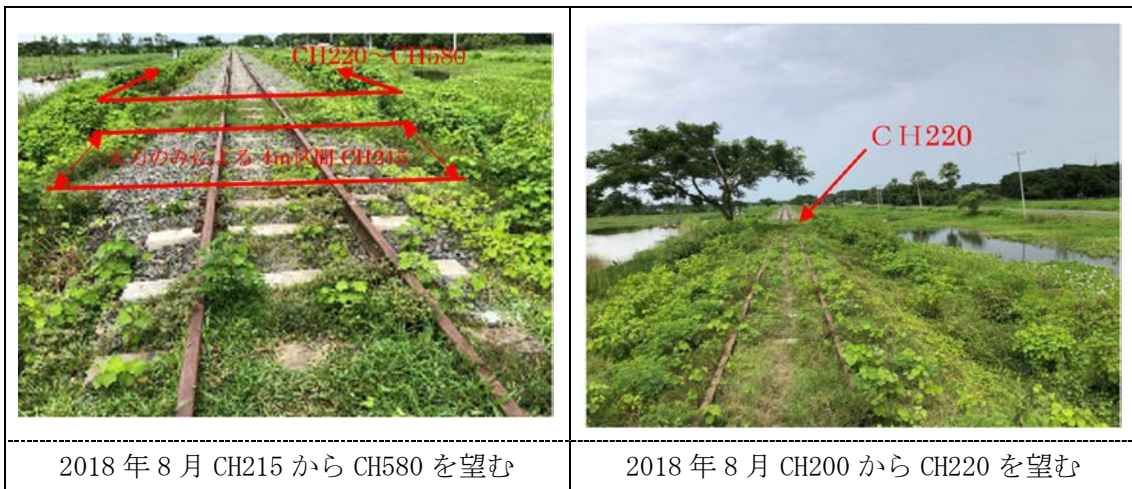 CH220～CH580
人力のみによる 4m区間 CH215
ＣＨ220
2018 年 8 月 CH215 から CH580 を望む
2018 年 8 月 CH200 から CH220 を望む